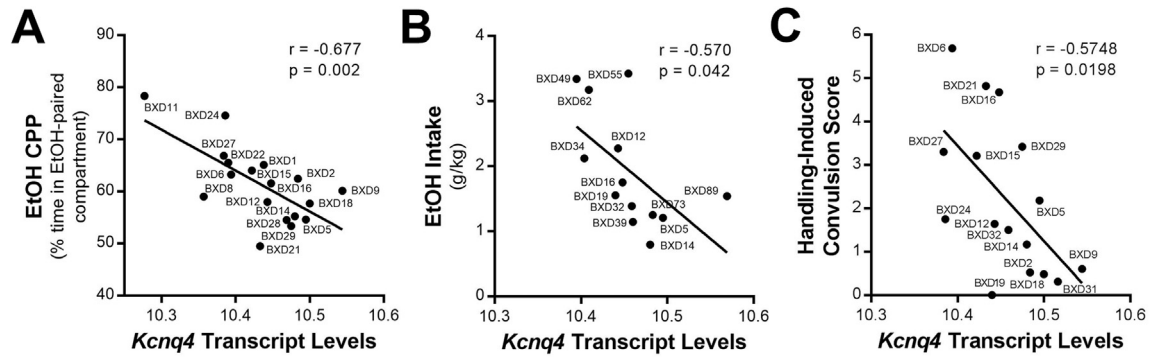 A
EtOH CPP
(% time in EtOH-paired
compartment)
90
80
70
60
50
40
r = -0.677
p = 0.002
BXD11
BXD24
BXD27
BXD22
BXD1
BXD6
BXD15
BXD2
BXD8
BXD16
BXD9
BXD12
BXD18
BXD14
BXD28
BXD5
BXD29
BXD21
10.3
10.4
10.5
10.6
Kcnq4 Transcript Levels
B
EtOH Intake
(g/kg)
4
3
2
1
0
r = -0.570
p = 0.042
BXD49
BXD55
BXD62
BXD12
BXD34
BXD16
BXD19
BXD89
BXD32
BXD73
BXD39
BXD5
BXD14
10.3
10.4
10.5
10.6
Kcnq4 Transcript Levels
C
Handling-Induced
Convulsion Score
6
5
4
3
2
1
0
r = -0.5748
p = 0.0198
BXD6
BXD21
BXD16
BXD27
BXD15
BXD29
BXD24
BXD5
BXD12
BXD32
BXD14
BXD9
BXD2
BXD19
BXD18
BXD31
10.3
10.4
10.5
10.6
Kcnq4 Transcript Levels